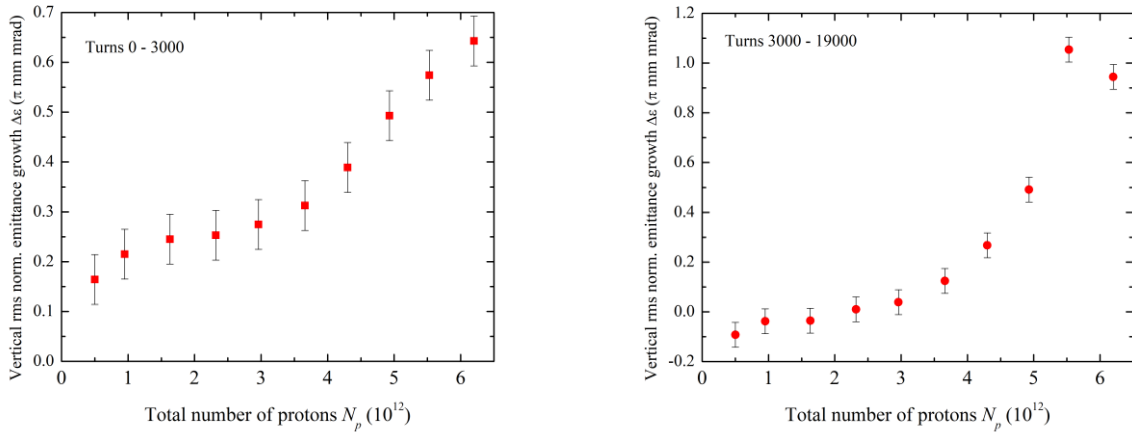 Turns 0 - 3000
Vertical rms norm. emittance growth Δε (π mm mrad)
0.7
0.6
0.5
0.4
0.3
0.2
0.1
0.0
0 1 2 3 4 5 6
Total number of protons Np (10^12)
Turns 3000 - 19000
Vertical rms norm. emittance growth Δε (π mm mrad)
1.2
1.0
0.8
0.6
0.4
0.2
0.0
-0.2
0 1 2 3 4 5 6
Total number of protons Np (10^12)